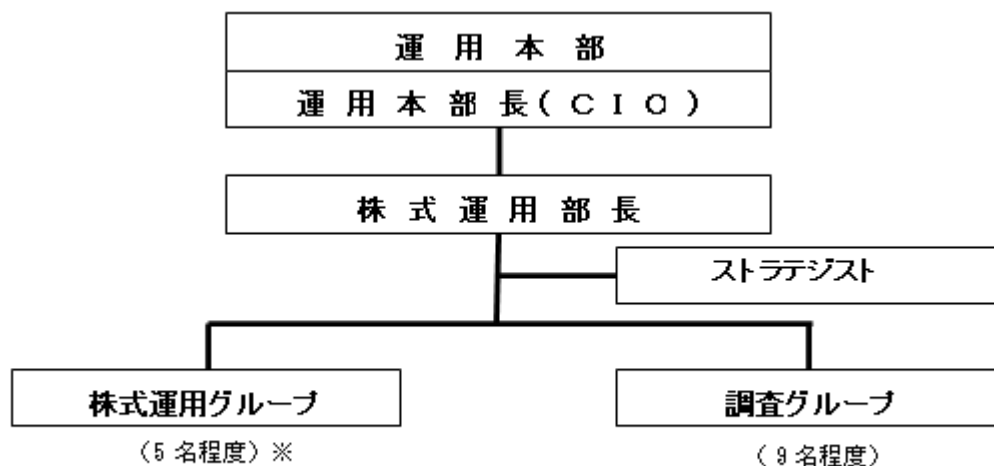 運用本部
運用本部長(CIO)
株式運用部長
ストラテジスト
株式運用グループ
調査グループ
(5名程度)※
(9名程度)